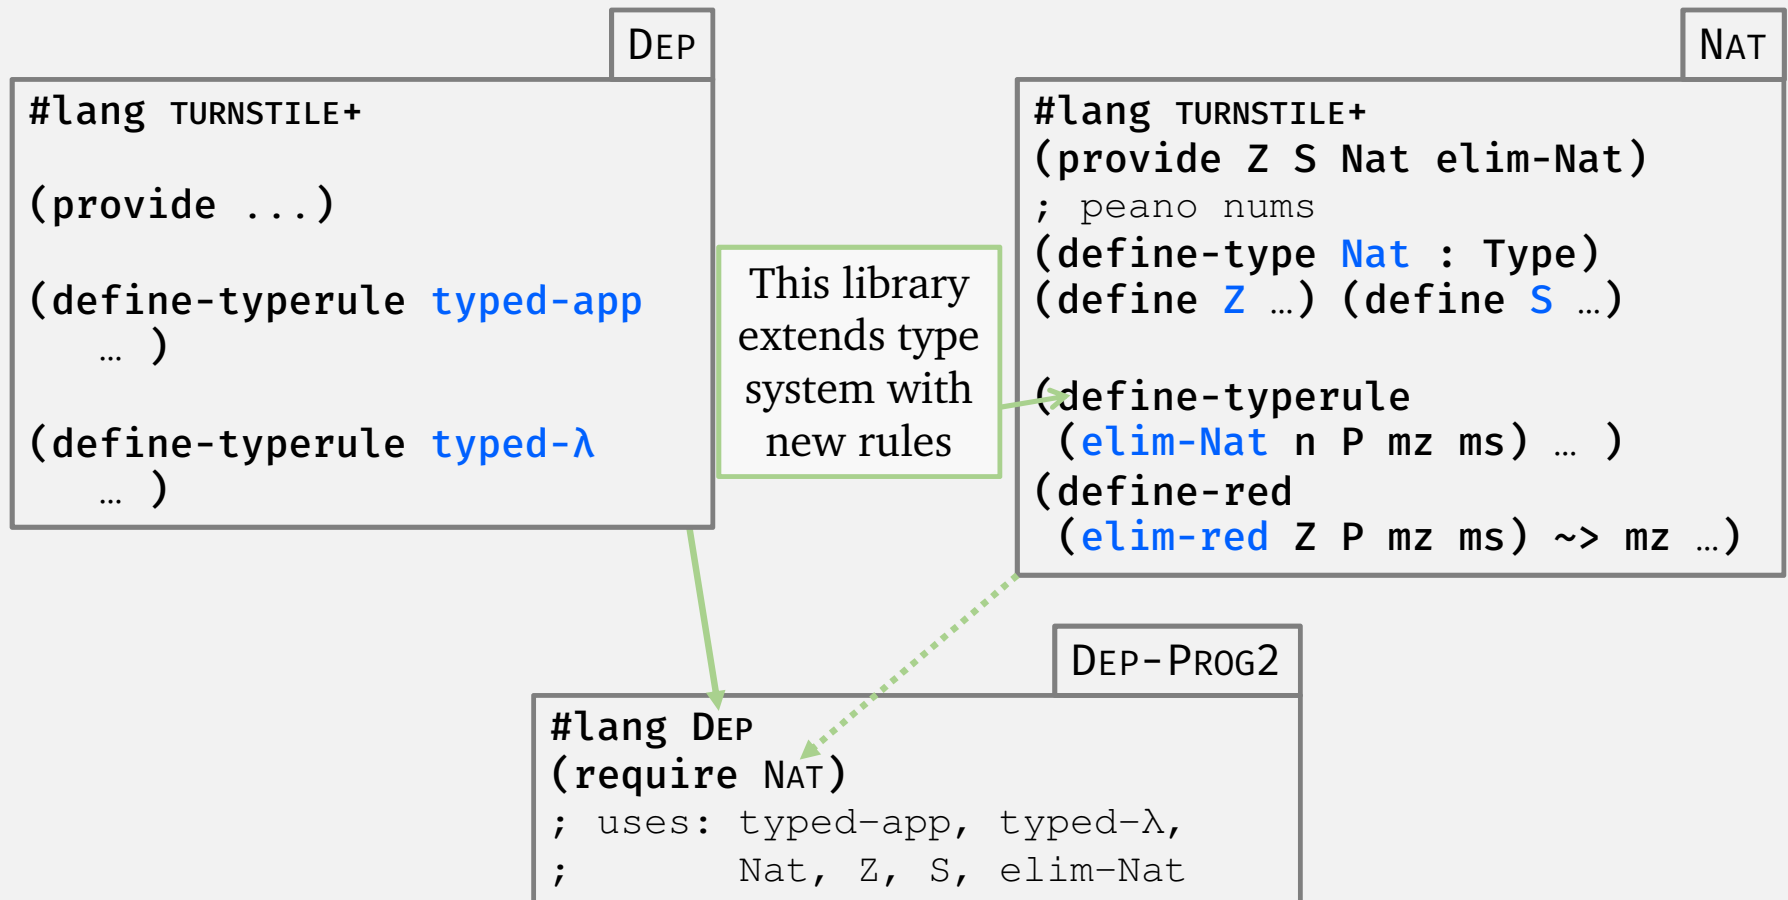 DEP
#lang TURNSTILE+
(provide ...)
(define-typerule typed-app
… )
(define-typerule typed-λ
… )
This library
extends type
system with
new rules
NAT
#lang TURNSTILE+
(provide Z S Nat elim-Nat)
; peano nums
(define-type Nat : Type)
(define Z …) (define S …)
(define-typerule
(elim-Nat n P mz ms) … )
(define-red
(elim-red Z P mz ms) ~> mz …)
DEP-PROG2
#lang DEP
(require NAT)
; uses: typed-app, typed-λ,
; Nat, Z, S, elim-Nat